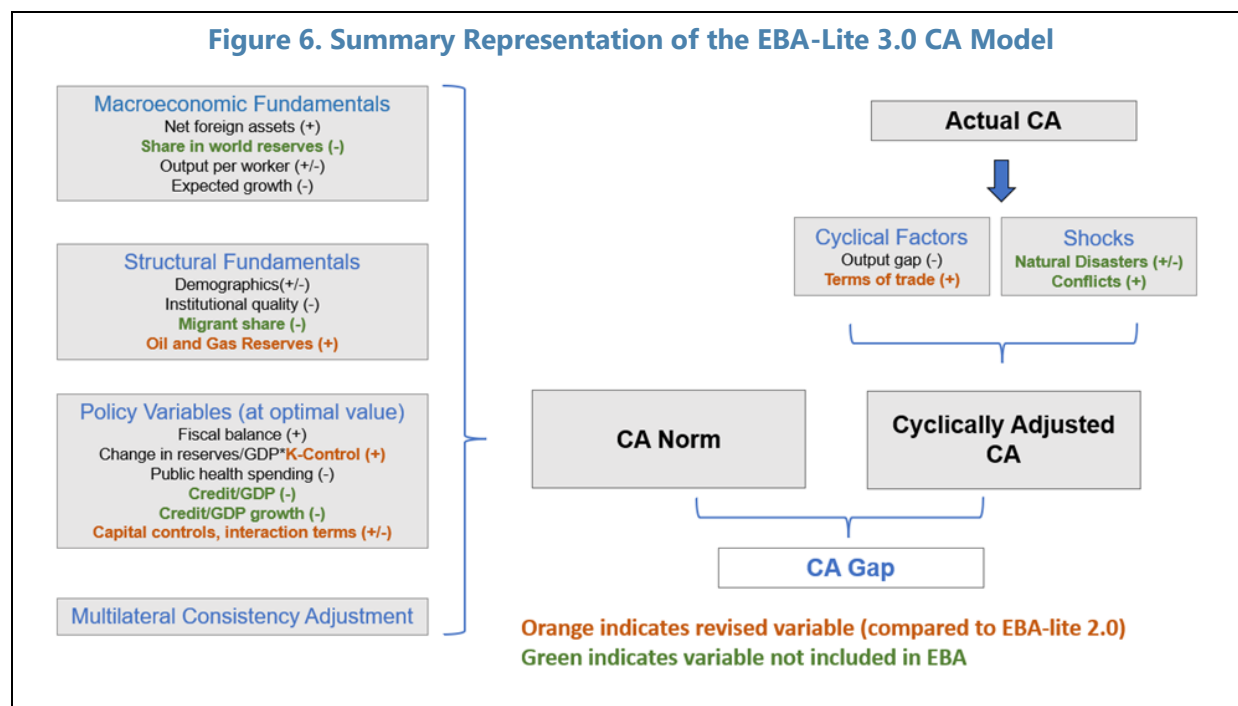 Figure 6. Summary Representation of the EBA-Lite 3.0 CA Model
Macroeconomic Fundamentals
Net foreign assets (+)
Share in world reserves (-)
Output per worker (+/-)
Expected growth (-)
Structural Fundamentals
Demographics(+/-)
Institutional quality (-)
Migrant share (-)
Oil and Gas Reserves (+)
Policy Variables (at optimal value)
Fiscal balance (+)
Change in reserves/GDP*K-Control (+)
Public health spending (-)
Credit/GDP (-)
Credit/GDP growth (-)
Capital controls, interaction terms (+/-)
Multilateral Consistency Adjustment
Actual CA
Cyclical Factors
Output gap (-)
Terms of trade (+)
Shocks
Natural Disasters (+/-)
Conflicts (+)
CA Norm
Cyclically Adjusted
CA
CA Gap
Orange indicates revised variable (compared to EBA-lite 2.0)
Green indicates variable not included in EBA